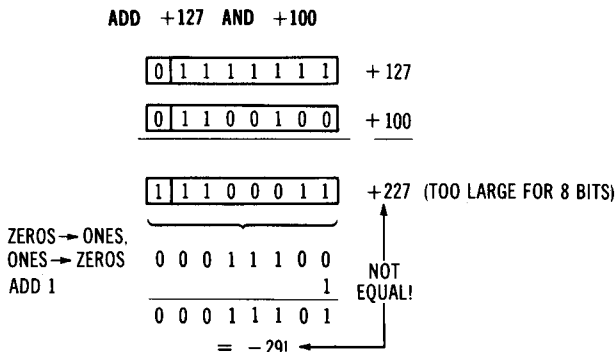 ADD +127 AND +100
0 1 1 1 1 1 1 1 +127
0 1 1 0 0 1 0 0 +100
1 1 1 0 0 0 1 1 +227 (TOO LARGE FOR 8 BITS)
ZEROS → ONES,
ONES → ZEROS 0 0 0 1 1 1 0 0
ADD 1 1
NOT
EQUAL!
0 0 0 1 1 1 0 1
= -29!